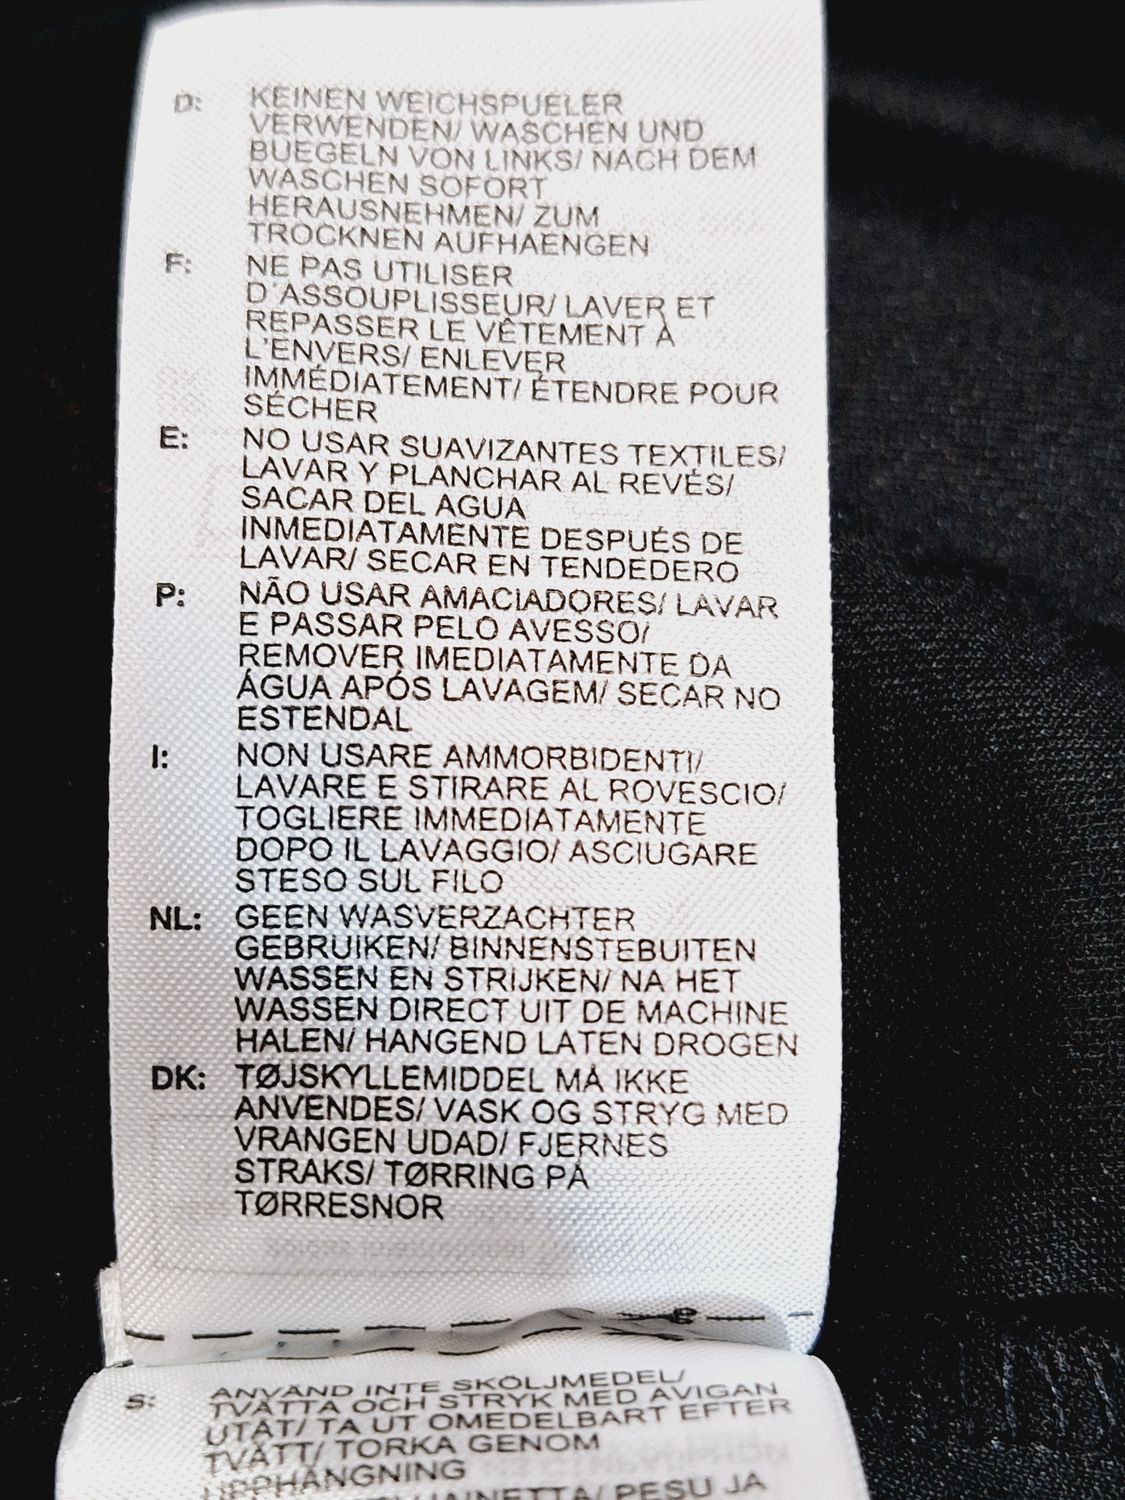 D: KEINEN WEICHSPUELER
VERWENDEN/ WASCHEN UND
BUEGELN VON LINKS/ NACH DEM
WASCHEN SOFORT
HERAUSNEHMEN/ ZUM
TROCKNEN AUFHAENGEN
F: NE PAS UTILISER
D´ASSOUPLISSEUR/ LAVER ET
REPASSER LE VÊTEMENT À
L'ENVERS/ ENLEVER
IMMÉDIATEMENT/ ÉTENDRE POUR
SÉCHER
E: NO USAR SUAVIZANTES TEXTILES/
LAVAR Y PLANCHAR AL REVÉS/
SACAR DEL AGUA
INMEDIATAMENTE DESPUÉS DE
LAVAR/ SECAR EN TENDEDERO
P: NÃO USAR AMACIADORES/ LAVAR
E PASSAR PELO AVESSO/
REMOVER IMEDIATAMENTE DA
ÁGUA APÓS LAVAGEM/ SECAR NO
ESTENDAL
I: NON USARE AMMORBIDENTI/
LAVARE E STIRARE AL ROVESCIO/
TOGLIERE IMMEDIATAMENTE
DOPO IL LAVAGGIO/ ASCIUGARE
STESO SUL FILO
NL: GEEN WASVERZACHTER
GEBRUIKEN/ BINNENSTEBUITEN
WASSEN EN STRIJKEN/ NA HET
WASSEN DIRECT UIT DE MACHINE
HALEN/ HANGEND LATEN DROGEN
DK: TØJSKYLLEMIDDEL MÅ IKKE
ANVENDES/ VASK OG STRYG MED
VRANGEN UDAD/ FJERNES
STRAKS/ TØRRING PÅ
TØRRESNOR
S: ANVÄND INTE SKÖLJMEDEL/
TVÄTTA OCH STRYK MED AVIGAN
UTÅT/ TA UT OMEDELBART EFTER
TVÄTT/ TORKA GENOM
UPPHÄNGNING
PESU JA